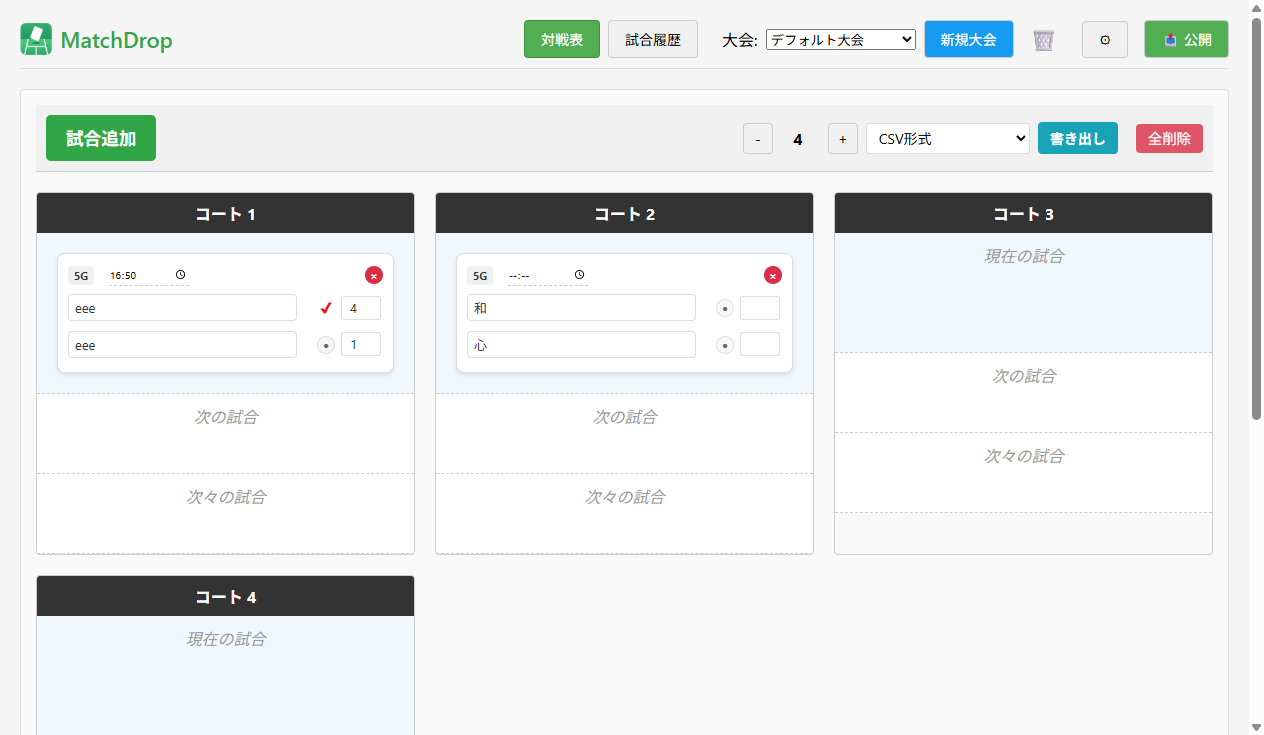 MatchDrop
対戦表
試合履歴
大会:
デフォルト大会
新規大会
公開
試合追加
-
4
+
CSV形式
書き出し
全削除
コート 1
5G
16:50
eee
4
eee
1
次の試合
次々の試合
コート 2
5G
--:--
和
心
次の試合
次々の試合
コート 3
現在の試合
次の試合
次々の試合
コート 4
現在の試合